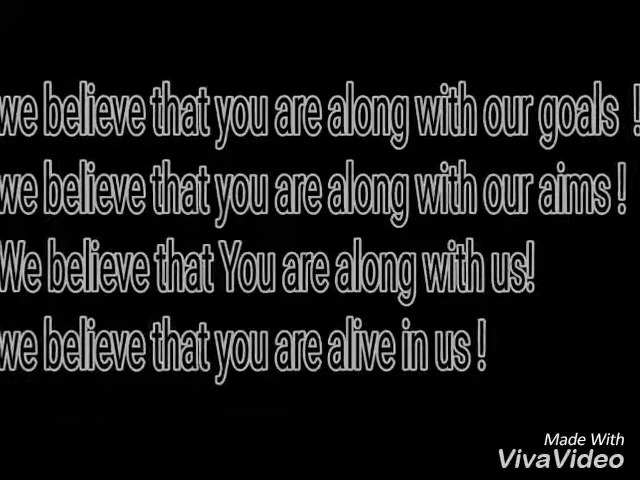 we believe that you are along with our goals !
we believe that you are along with our aims !
We believe that You are along with us!
we believe that you are alive in us !
Made With
VivaVideo